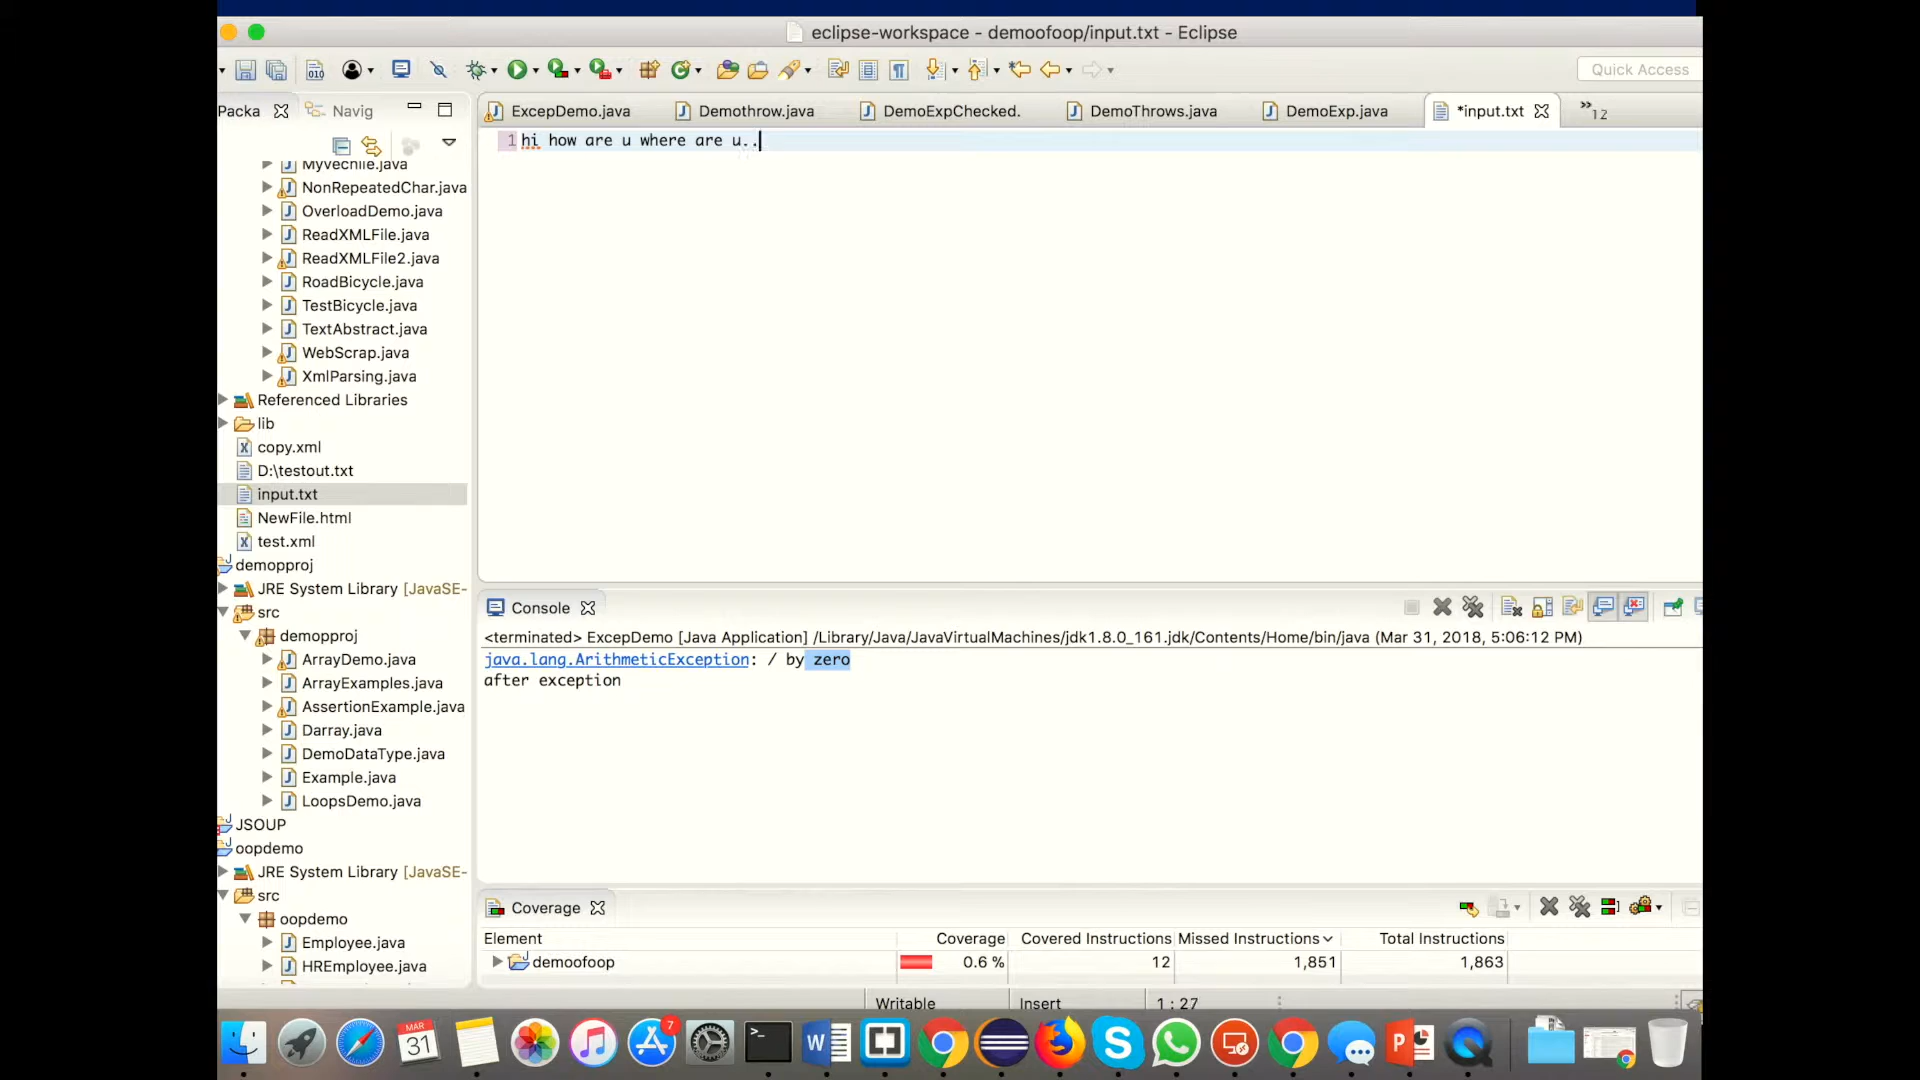 eclipse-workspace - demoofoop/input.txt - Eclipse
Quick Access
Packa
Navig
ExcepDemo.java
Demothrow.java
DemoExpChecked.
DemoThrows.java
DemoExp.java
*input.txt
»12
1 hi how are u where are u..
MyVechile.java
NonRepeatedChar.java
OverloadDemo.java
ReadXMLFile.java
ReadXMLFile2.java
RoadBicycle.java
TestBicycle.java
TextAbstract.java
WebScrap.java
XmlParsing.java
Referenced Libraries
lib
copy.xml
D:\testout.txt
input.txt
NewFile.html
test.xml
demopproj
JRE System Library [JavaSE-
src
demopproj
ArrayDemo.java
ArrayExamples.java
AssertionExample.java
Darray.java
DemoDataType.java
Example.java
LoopsDemo.java
JSOUP
oopdemo
JRE System Library [JavaSE-
src
oopdemo
Employee.java
HREmployee.java
Console
<terminated> ExcepDemo [Java Application] /Library/Java/JavaVirtualMachines/jdk1.8.0_161.jdk/Contents/Home/bin/java (Mar 31, 2018, 5:06:12 PM)
java.lang.ArithmeticException: / by zero
after exception
Coverage
Element Coverage Covered Instructions Missed Instructions Total Instructions
demoofoop 0.6 % 12 1,851 1,863
Writable Insert 1 : 27
MAR
31
7